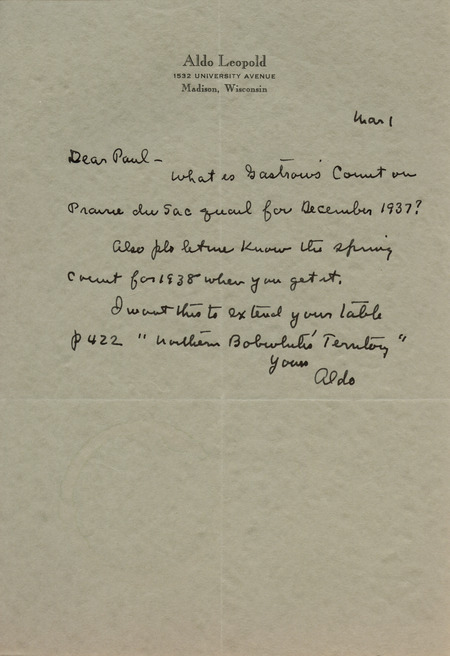 Aldo Leopold
1532 UNIVERSITY AVENUE
Madison, Wisconsin
Mar 1
Dear Paul—
What is Gastrow's Count on
Prairie du Sac quail for December 1937?
Also pls let me know the spring
count for 1938 when you get it.
I want this to extend your table
p 422 "Northern Bobwhite's Territory"
Yours
Aldo